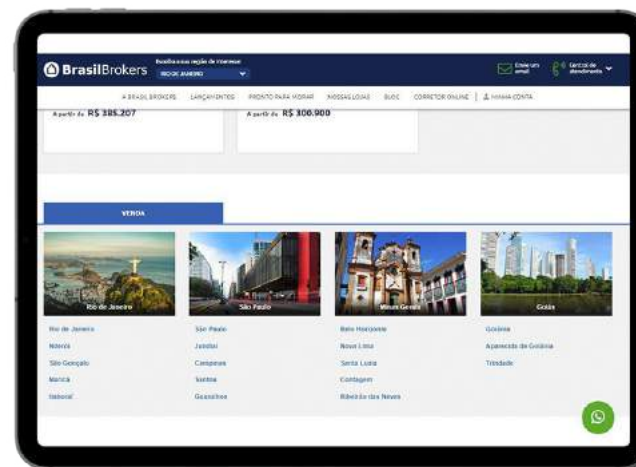 BrasilBrokers
Escolha sua região de interesse
RIO DE JANEIRO
Envie um
email
Central de
atendimento
A BRASIL BROKERS LANÇAMENTOS PRONTO PARA MORAR NOSSAS LOJAS BLOG CORRETOR ONLINE MINHA CONTA
A partir de R$ 385.207
A partir de R$ 300.900
VENDA
Rio de Janeiro
São Paulo
Minas Gerais
Goiás
Rio de Janeiro
Niterói
São Gonçalo
Maricá
Itaboraí
São Paulo
Jundiaí
Campinas
Santos
Guarulhos
Belo Horizonte
Nova Lima
Santa Luzia
Contagem
Ribeirão das Neves
Goiânia
Aparecida de Goiânia
Trindade